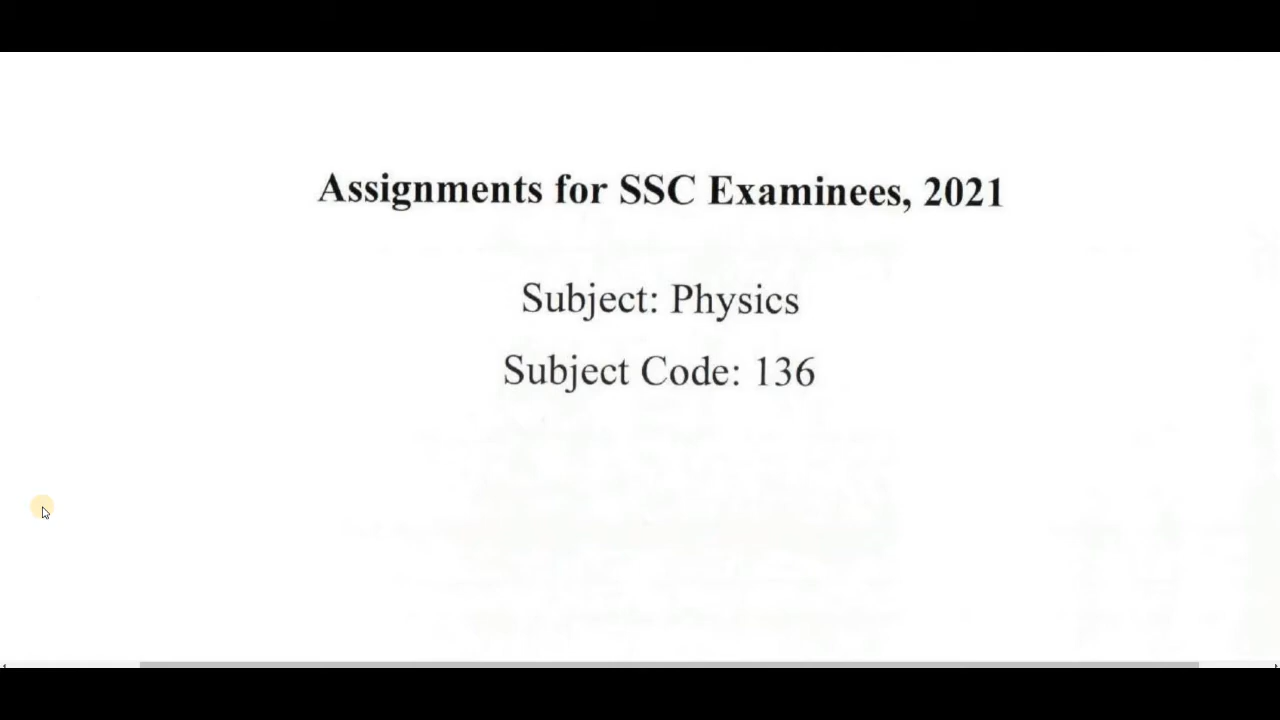 Assignments for SSC Examinees, 2021
Subject: Physics
Subject Code: 136